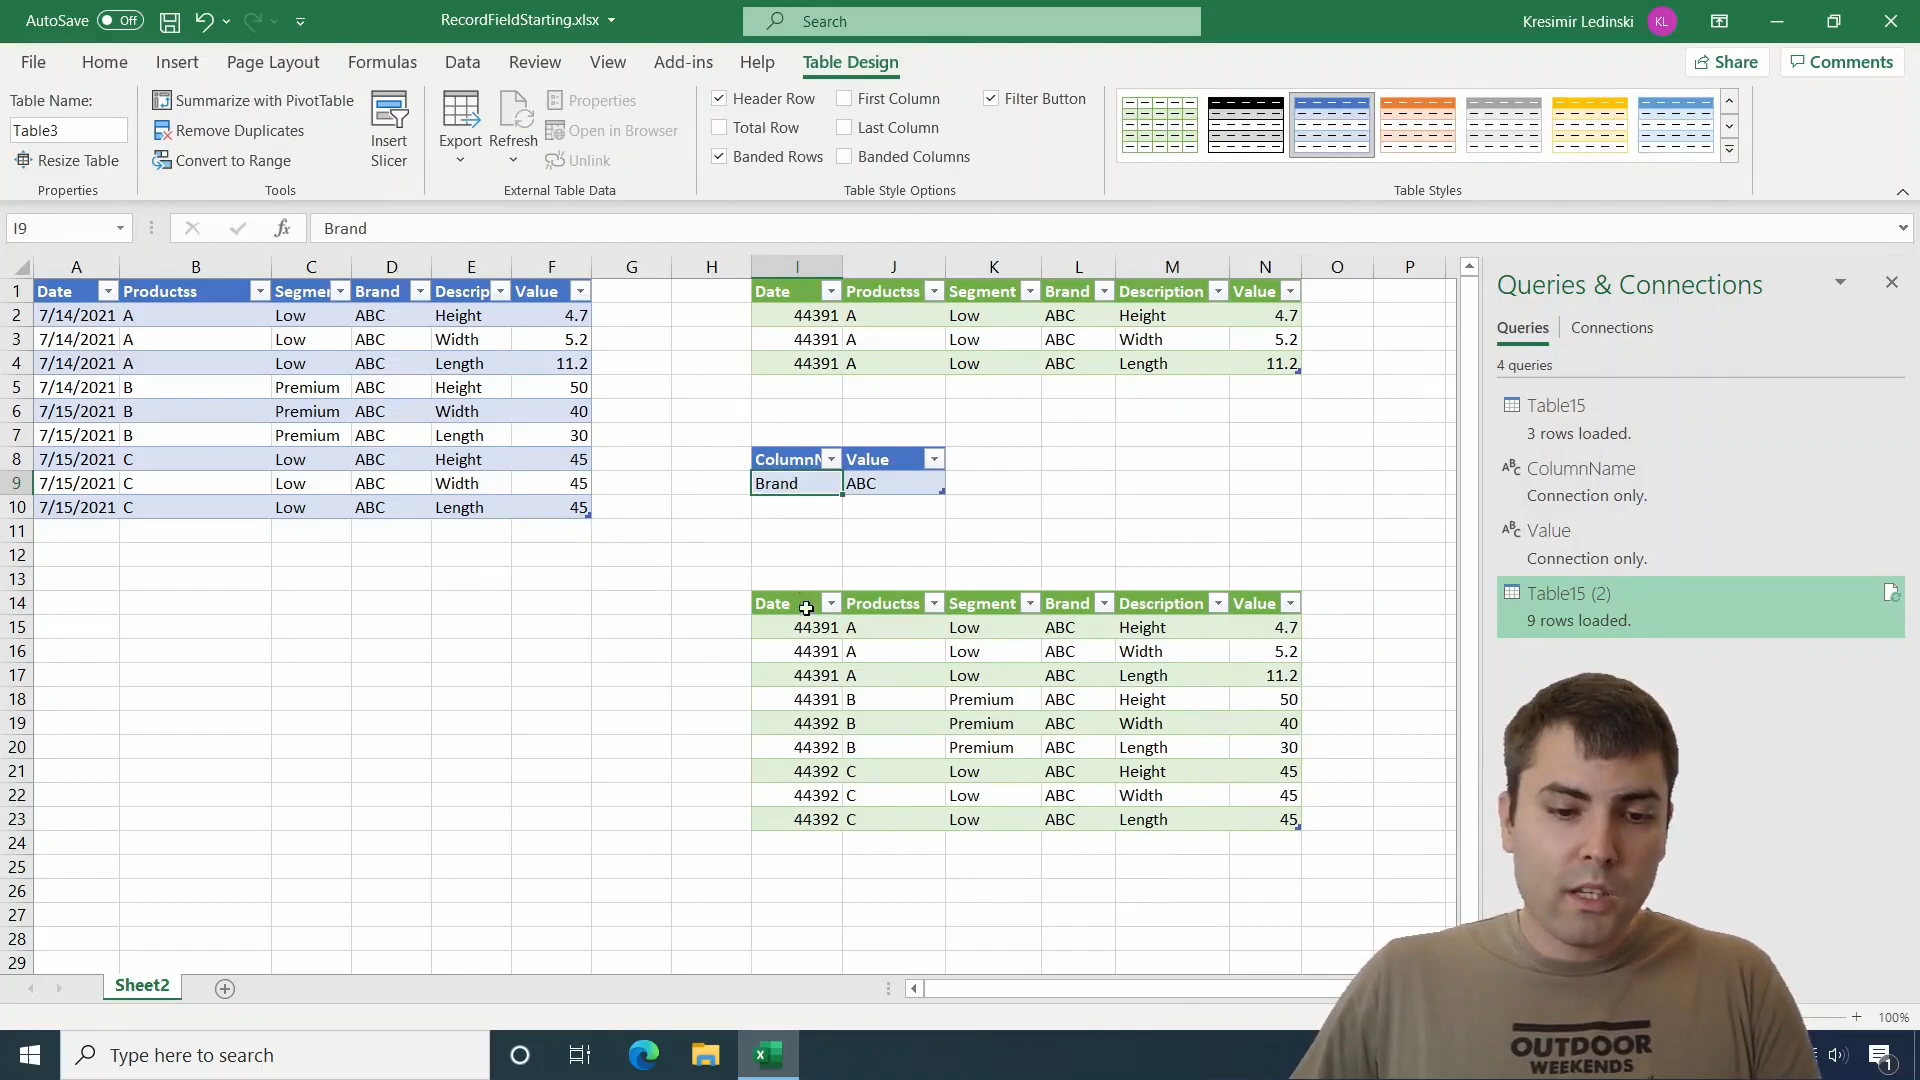 AutoSave Off RecordFieldStarting.xlsx Search Kresimir Ledinski KL
File Home Insert Page Layout Formulas Data Review View Add-ins Help Table Design Share Comments
Table Name: Summarize with PivotTable Properties Header Row First Column Filter Button
Table3 Remove Duplicates Insert Slicer Export Refresh Open in Browser Total Row Last Column
Resize Table Convert to Range Unlink Banded Rows Banded Columns
Properties Tools External Table Data Table Style Options Table Styles
I9 fx Brand
A B C D E F G H I J K L M N O P
1 Date Productss Segmer Brand Descrip Value Date Productss Segment Brand Description Value
2 7/14/2021 A Low ABC Height 4.7 44391 A Low ABC Height 4.7
3 7/14/2021 A Low ABC Width 5.2 44391 A Low ABC Width 5.2
4 7/14/2021 A Low ABC Length 11.2 44391 A Low ABC Length 11.2
5 7/14/2021 B Premium ABC Height 50
6 7/15/2021 B Premium ABC Width 40
7 7/15/2021 B Premium ABC Length 30
8 7/15/2021 C Low ABC Height 45 ColumnN Value
9 7/15/2021 C Low ABC Width 45 Brand ABC
10 7/15/2021 C Low ABC Length 45
11
12
13
14 Date Productss Segment Brand Description Value
15 44391 A Low ABC Height 4.7
16 44391 A Low ABC Width 5.2
17 44391 A Low ABC Length 11.2
18 44391 B Premium ABC Height 50
19 44392 B Premium ABC Width 40
20 44392 B Premium ABC Length 30
21 44392 C Low ABC Height 45
22 44392 C Low ABC Width 45
23 44392 C Low ABC Length 45
24
25
26
27
28
29
Queries & Connections
Queries Connections
4 queries
Table15
3 rows loaded.
ABC ColumnName
Connection only.
ABC Value
Connection only.
Table15 (2)
9 rows loaded.
Sheet2
100%
Type here to search
1
OUTDOOR
WEEKENDS